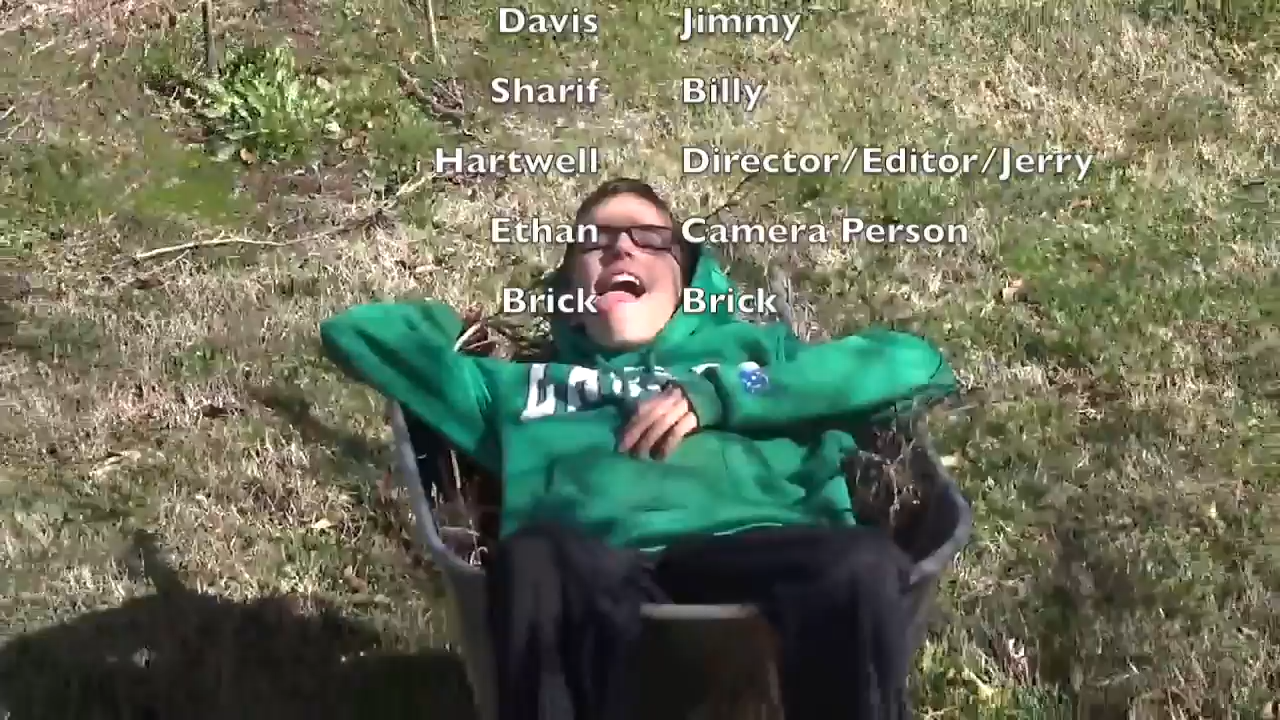 Davis Jimmy
Sharif Billy
Hartwell Director/Editor/Jerry
Ethan Camera Person
Brick Brick